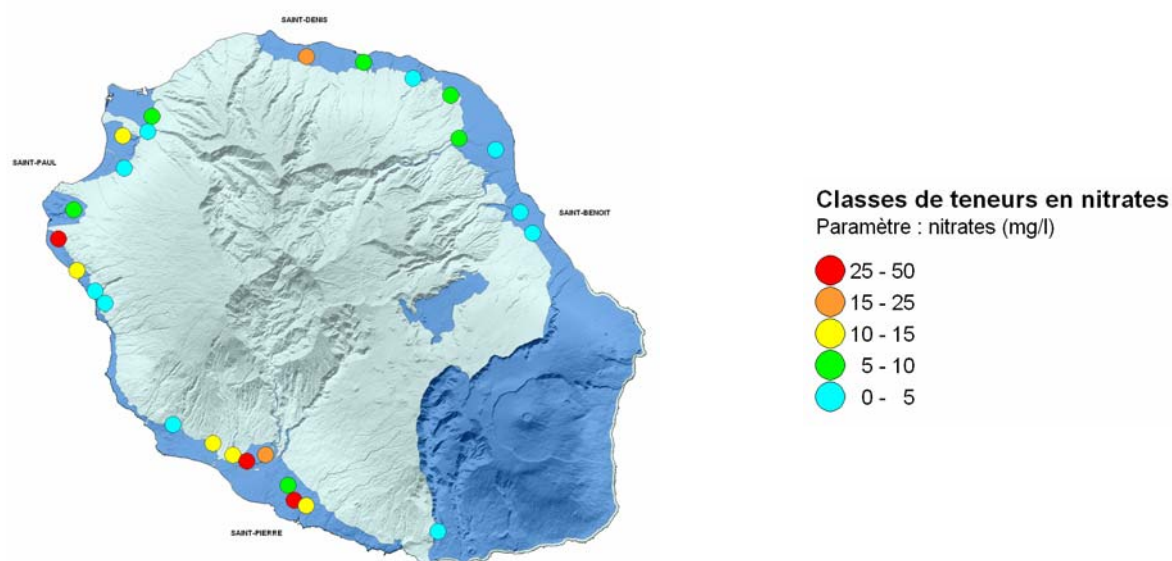 SAINT-DENIS
SAINT-PAUL
SAINT-BENOIT
SAINT-PIERRE
Classes de teneurs en nitrates
Paramètre : nitrates (mg/l)
25 - 50
15 - 25
10 - 15
5 - 10
0 - 5